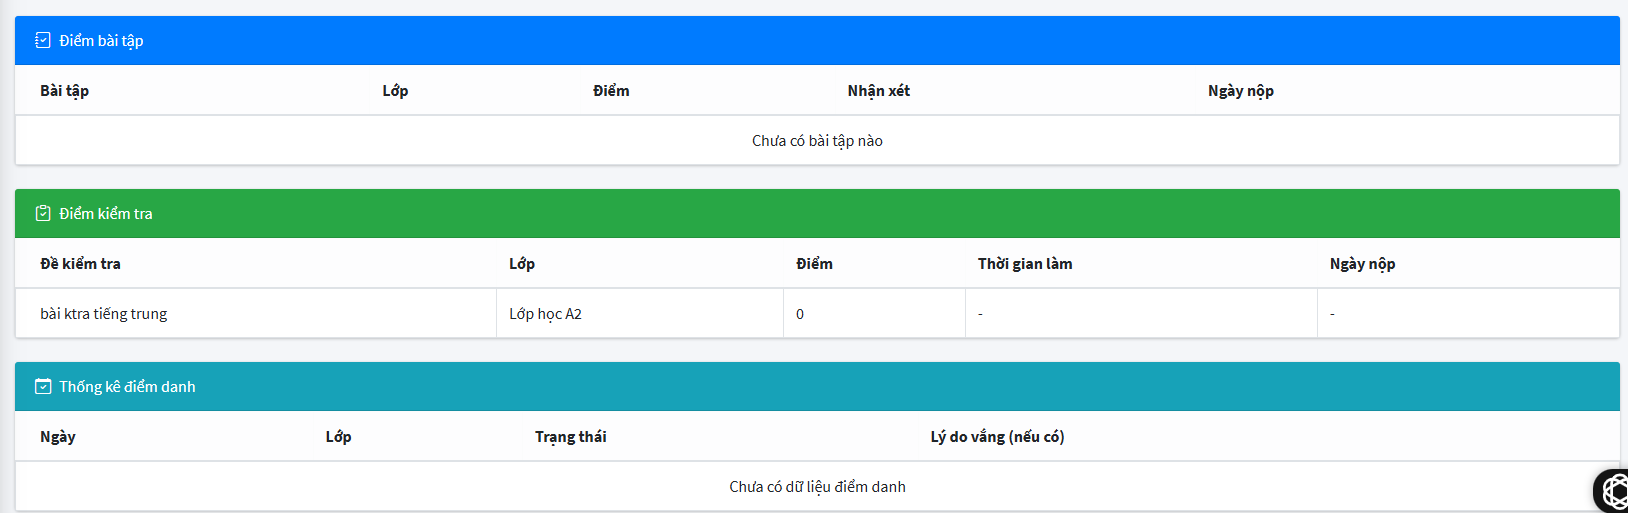 Điểm bài tập
Bài tập Lớp Điểm Nhận xét Ngày nộp
Chưa có bài tập nào
Điểm kiểm tra
Đề kiểm tra Lớp Điểm Thời gian làm Ngày nộp
bài ktra tiếng trung Lớp học A2 0 - -
Thống kê điểm danh
Ngày Lớp Trạng thái Lý do vắng (nếu có)
Chưa có dữ liệu điểm danh